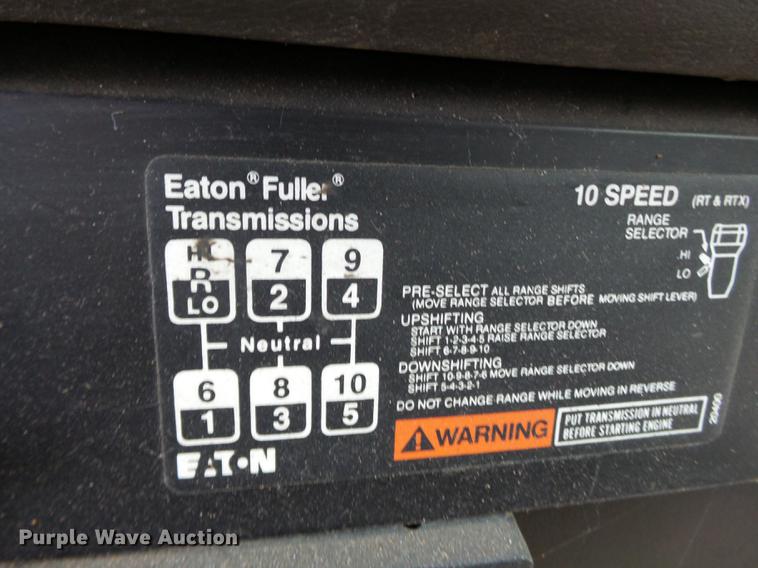 Eaton® Fuller®
Transmissions
10 SPEED (RT & RTX)
RANGE
SELECTOR
HI
LO
HI
R
LO
7
2
9
4
Neutral
6
1
8
3
10
5
EATON
PRE-SELECT ALL RANGE SHIFTS
(MOVE RANGE SELECTOR BEFORE MOVING SHIFT LEVER)
UPSHIFTING
START WITH RANGE SELECTOR DOWN
SHIFT 1-2-3-4-5 RAISE RANGE SELECTOR
SHIFT 6-7-8-9-10
DOWNSHIFTING
SHIFT 10-9-8-7-6 MOVE RANGE SELECTOR DOWN
SHIFT 5-4-3-2-1
DO NOT CHANGE RANGE WHILE MOVING IN REVERSE
WARNING
PUT TRANSMISSION IN NEUTRAL
BEFORE STARTING ENGINE
20400
Purple Wave Auction